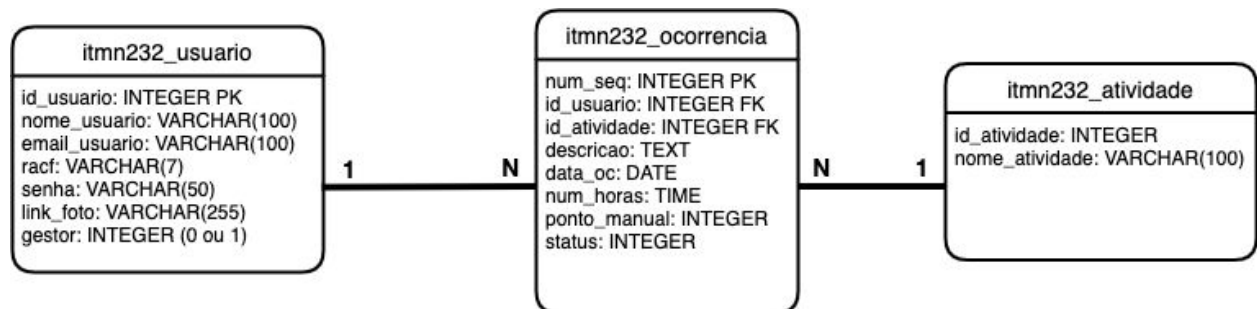 itmn232_usuario
id_usuario: INTEGER PK
nome_usuario: VARCHAR(100)
email_usuario: VARCHAR(100)
racf: VARCHAR(7)
senha: VARCHAR(50)
link_foto: VARCHAR(255)
gestor: INTEGER (0 ou 1)
1
N
itmn232_ocorrencia
num_seq: INTEGER PK
id_usuario: INTEGER FK
id_atividade: INTEGER FK
descricao: TEXT
data_oc: DATE
num_horas: TIME
ponto_manual: INTEGER
status: INTEGER
N
1
itmn232_atividade
id_atividade: INTEGER
nome_atividade: VARCHAR(100)